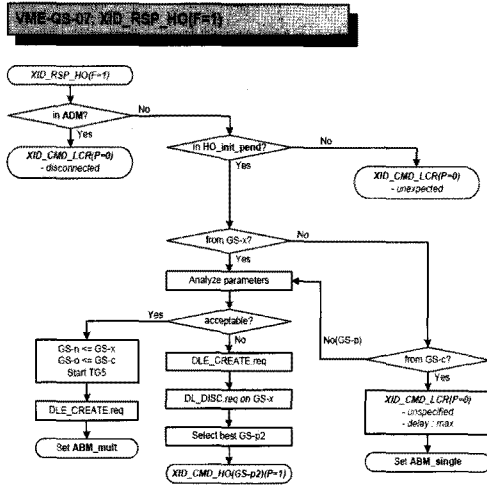 VME-GS-07: XID_RSP_HO(F=1)
XID_RSP_HO(F=1)
in ADM?
No
Yes
XID_CMD_LCR(P=0)
- disconnected
in HO_init_pend?
No
Yes
XID_CMD_LCR(P=0)
- unexpected
from GS-x?
No
Yes
Analyze parameters
Yes
acceptable?
No
No(GS-p)
GS-n <= GS-x
GS-o <= GS-c
Start TG5
DLE_CREATE.req
from GS-c?
Yes
DLE_CREATE.req
DL_DISC.req on GS-x
XID_CMD_LCR(P=0)
- unspecified
- delay : max
Set ABM_mult
Select best GS-p2
Set ABM_single
XID_CMD_HO(GS-p2)(P=1)